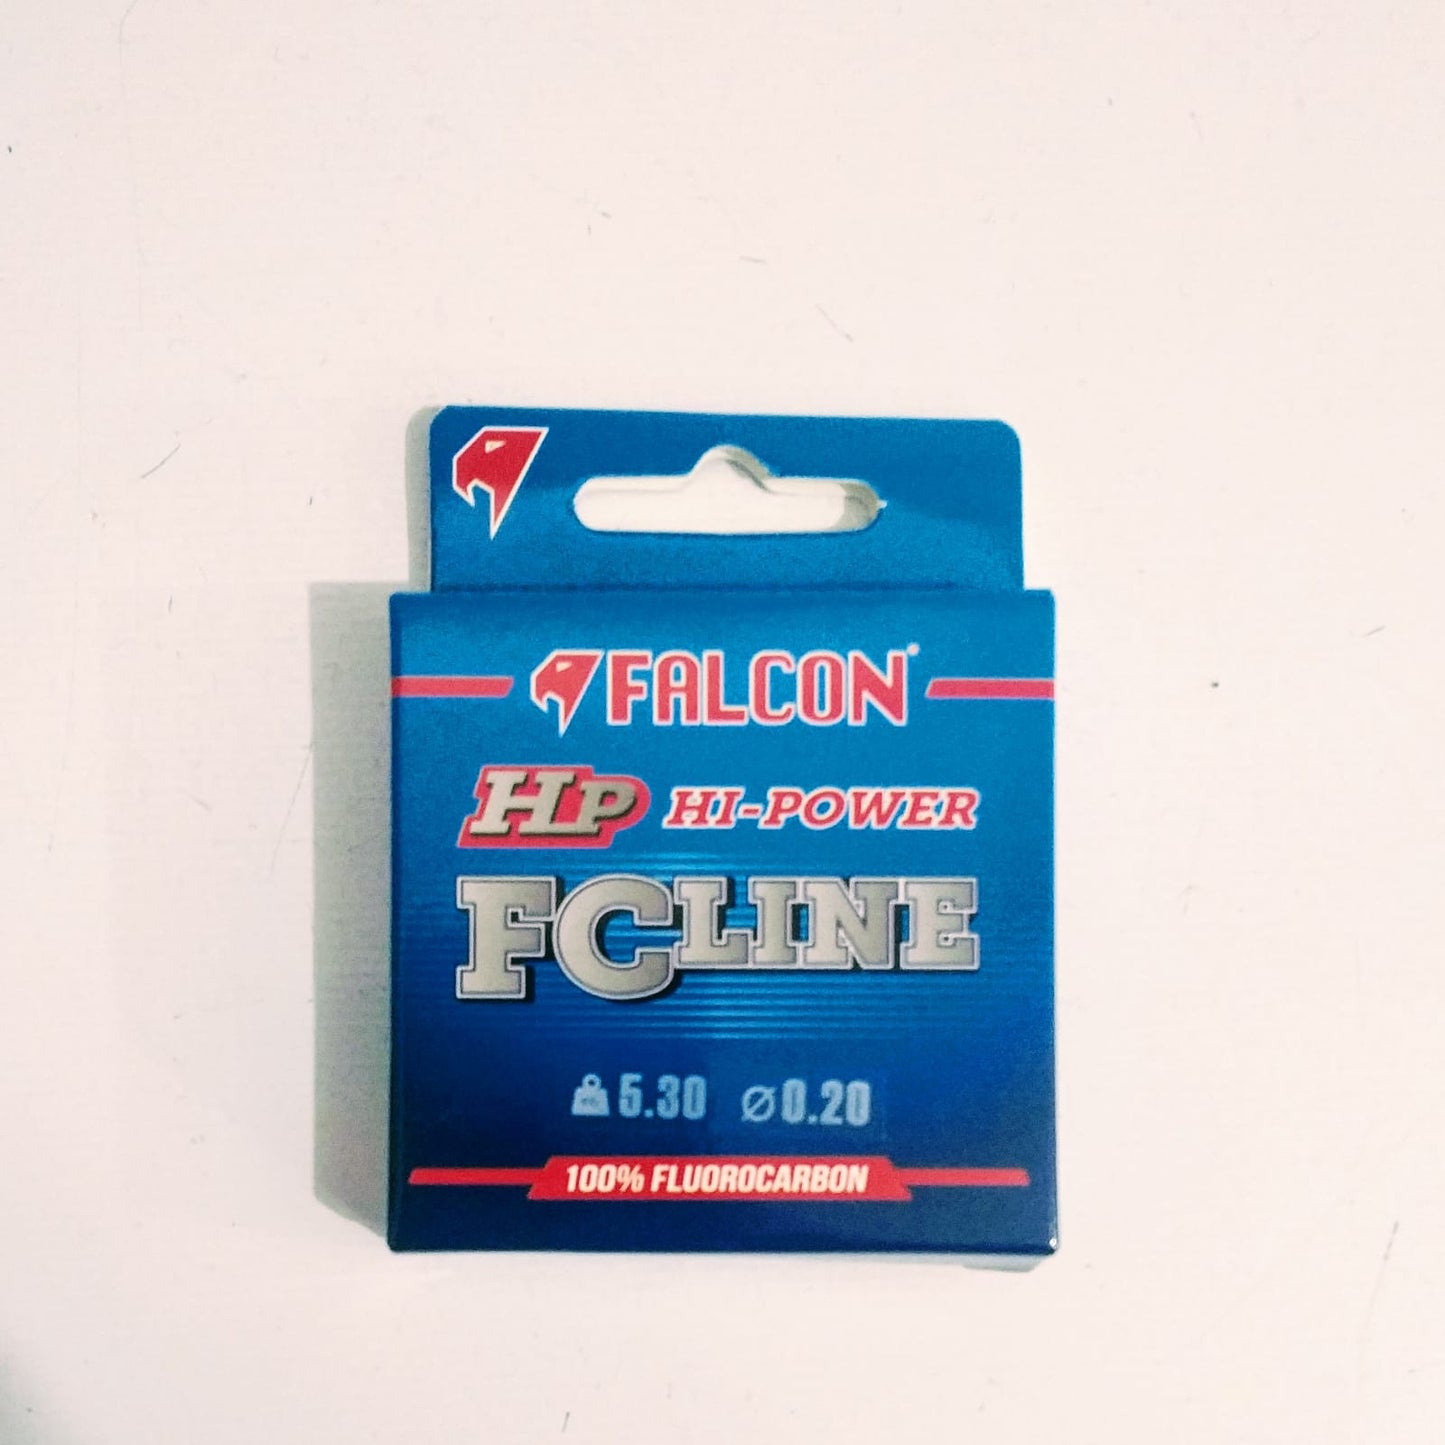 FALCON®
HP HI-POWER
FCLINE
5.30 ⌀0.20
100% FLUOROCARBON